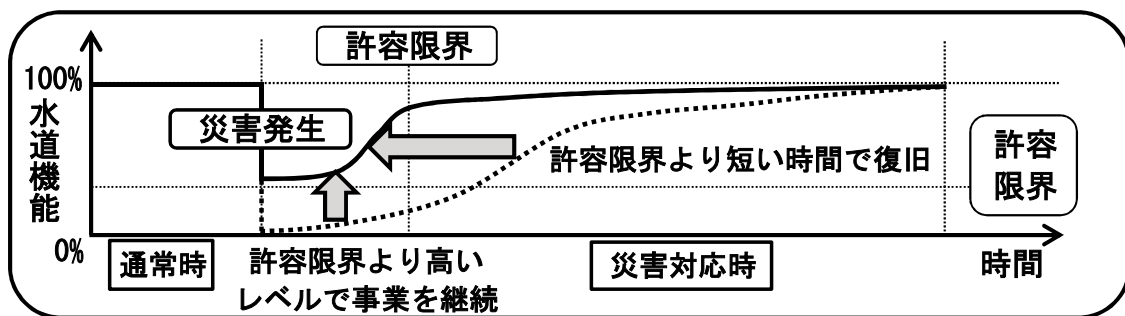 許容限界
100%
水道機能
災害発生
許容限界より短い時間で復旧
許容
限界
0%
通常時
許容限界より高い
レベルで事業を継続
災害対応時
時間